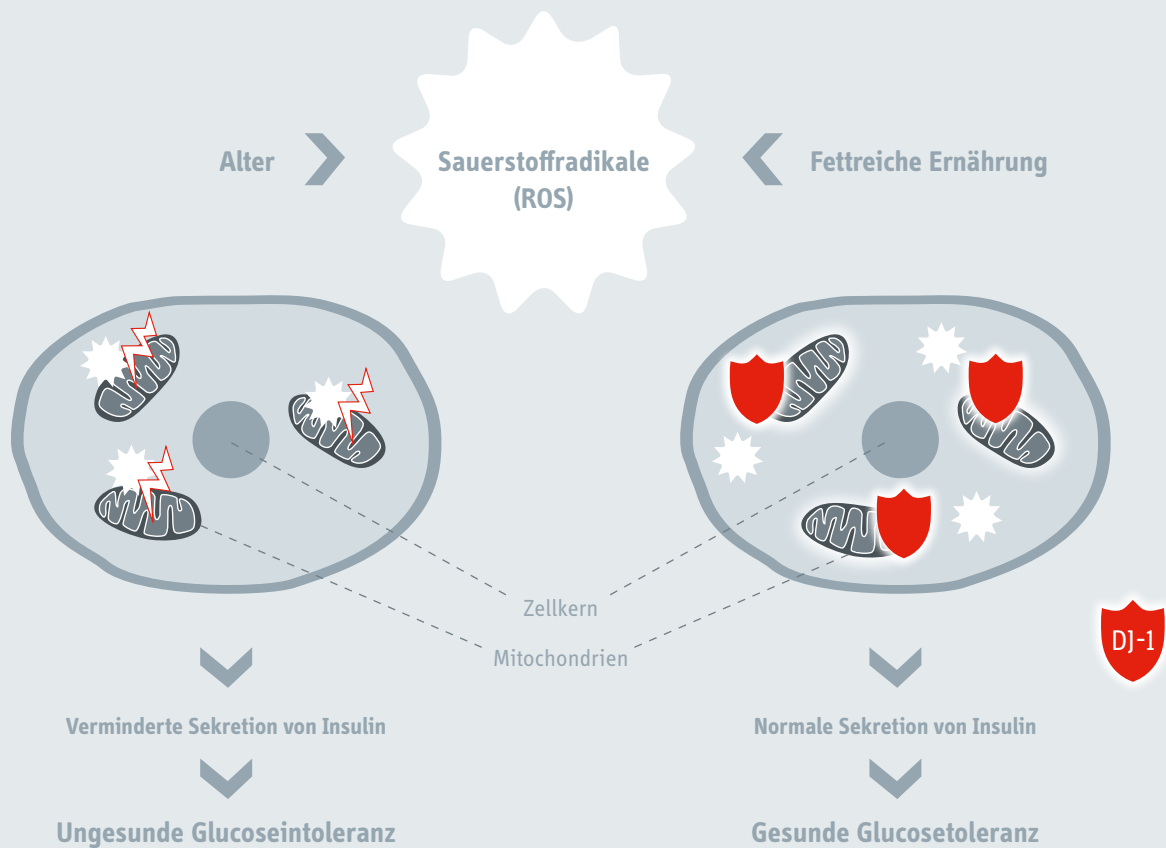 Alter
Sauerstoffradikale
(ROS)
Fettreiche Ernährung
Zellkern
Mitochondrien
DJ-1
Verminderte Sekretion von Insulin
Normale Sekretion von Insulin
Ungesunde Glucoseintoleranz
Gesunde Glucosetoleranz